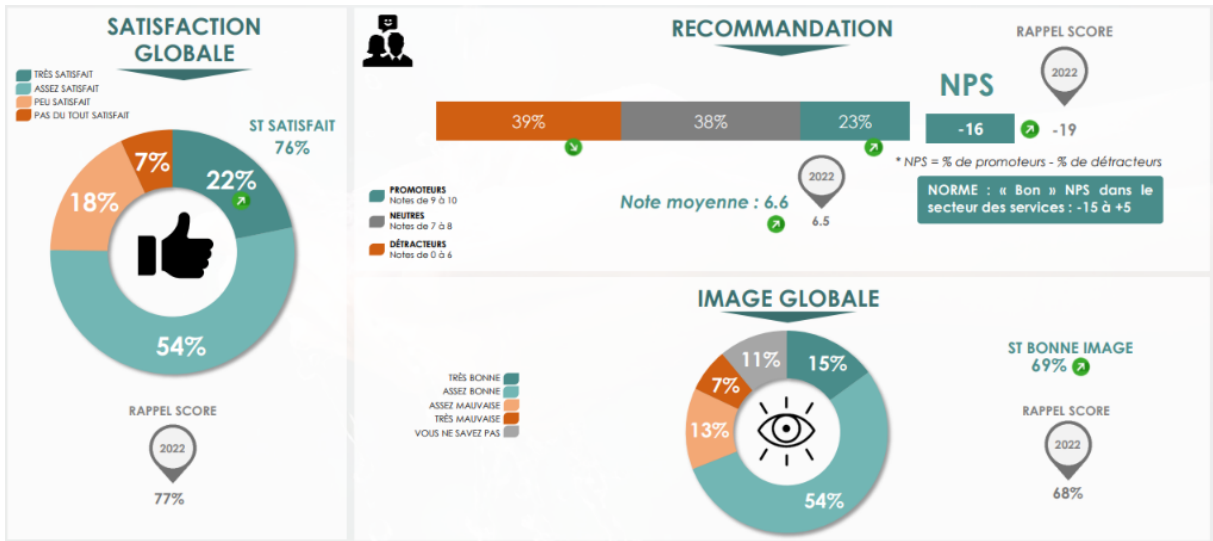 SATISFACTION
GLOBALE
TRÈS SATISFAIT
ASSEZ SATISFAIT
PEU SATISFAIT
PAS DU TOUT SATISFAIT
ST SATISFAIT
76%
7%
22%
18%
54%
RAPPEL SCORE
2022
77%
RECOMMANDATION
RAPPEL SCORE
2022
NPS
39%
38%
23%
-16
-19
* NPS = % de promoteurs - % de détracteurs
PROMOTEURS
Notes de 9 à 10
NEUTRES
Notes de 7 à 8
DÉTRACTEURS
Notes de 0 à 6
Note moyenne : 6.6
2022
6.5
NORME : « Bon » NPS dans le
secteur des services : -15 à +5
IMAGE GLOBALE
TRÈS BONNE
ASSEZ BONNE
ASSEZ MAUVAISE
TRÈS MAUVAISE
VOUS NE SAVEZ PAS
11%
15%
7%
13%
54%
ST BONNE IMAGE
69%
RAPPEL SCORE
2022
68%